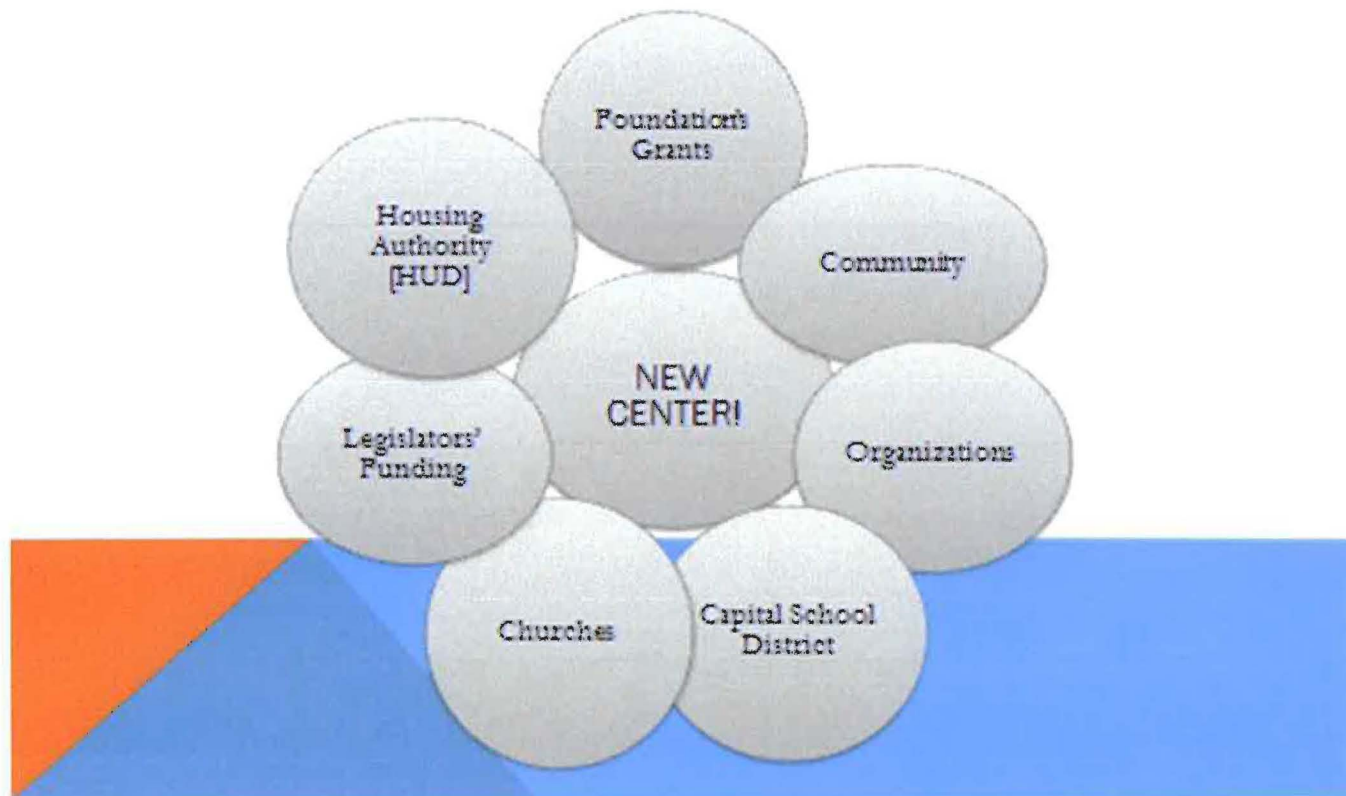 Foundation's
Grants
Housing
Authority
[HUD]
Community
NEW
CENTER!
Legislators'
Funding
Organizations
Churches
Capital School
District